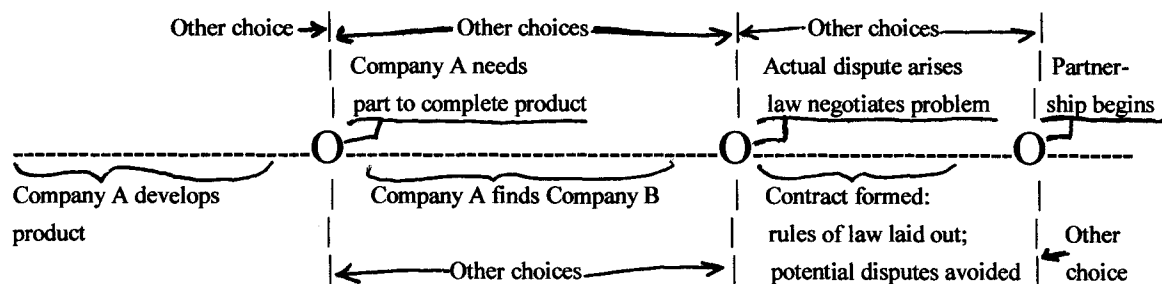 Other choice
Other choices
Other choices
Company A needs
part to complete product
Actual dispute arises
law negotiates problem
Partner-
ship begins
Company A develops
product
Company A finds Company B
Contract formed:
rules of law laid out;
potential disputes avoided
Other choices
Other
choice